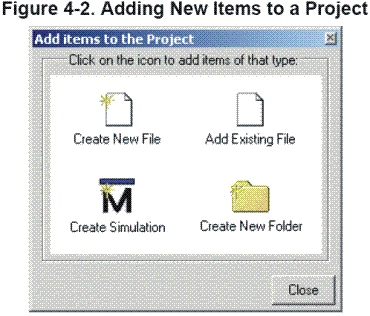 Figure 4-2. Adding New Items to a Project
Add items to the Project
Click on the icon to add items of that type:
Create New File
Add Existing File
M
Create Simulation
Create New Folder
Close